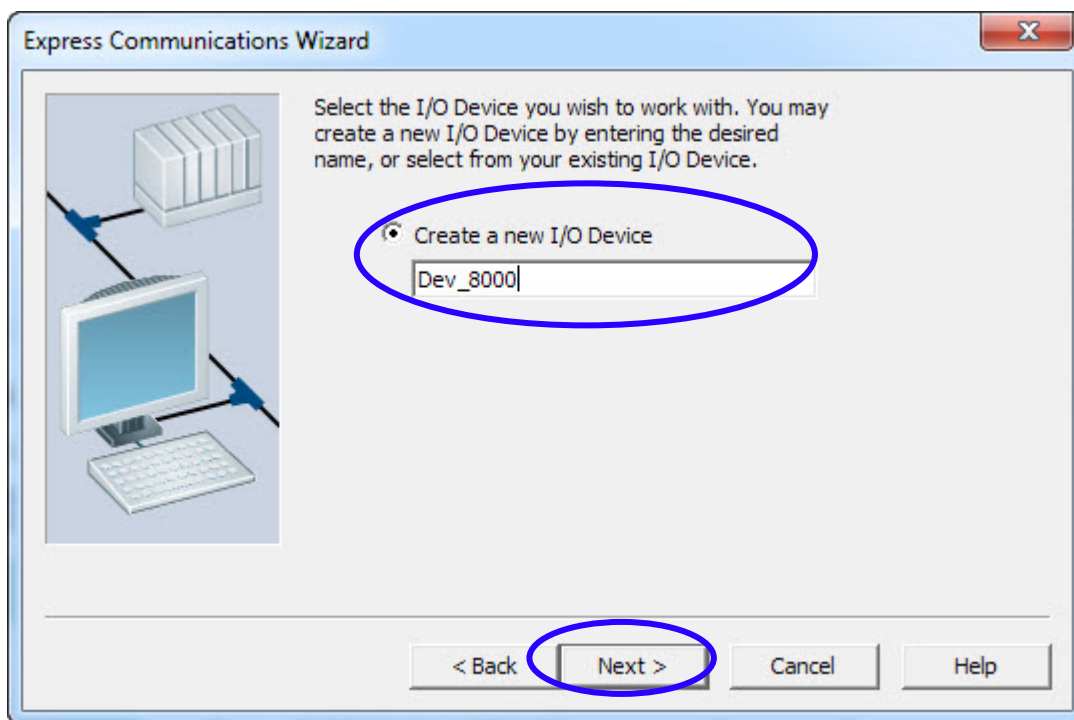 Express Communications Wizard
Select the I/O Device you wish to work with. You may
create a new I/O Device by entering the desired
name, or select from your existing I/O Device.
Create a new I/O Device
Dev_8000
< Back Next > Cancel Help